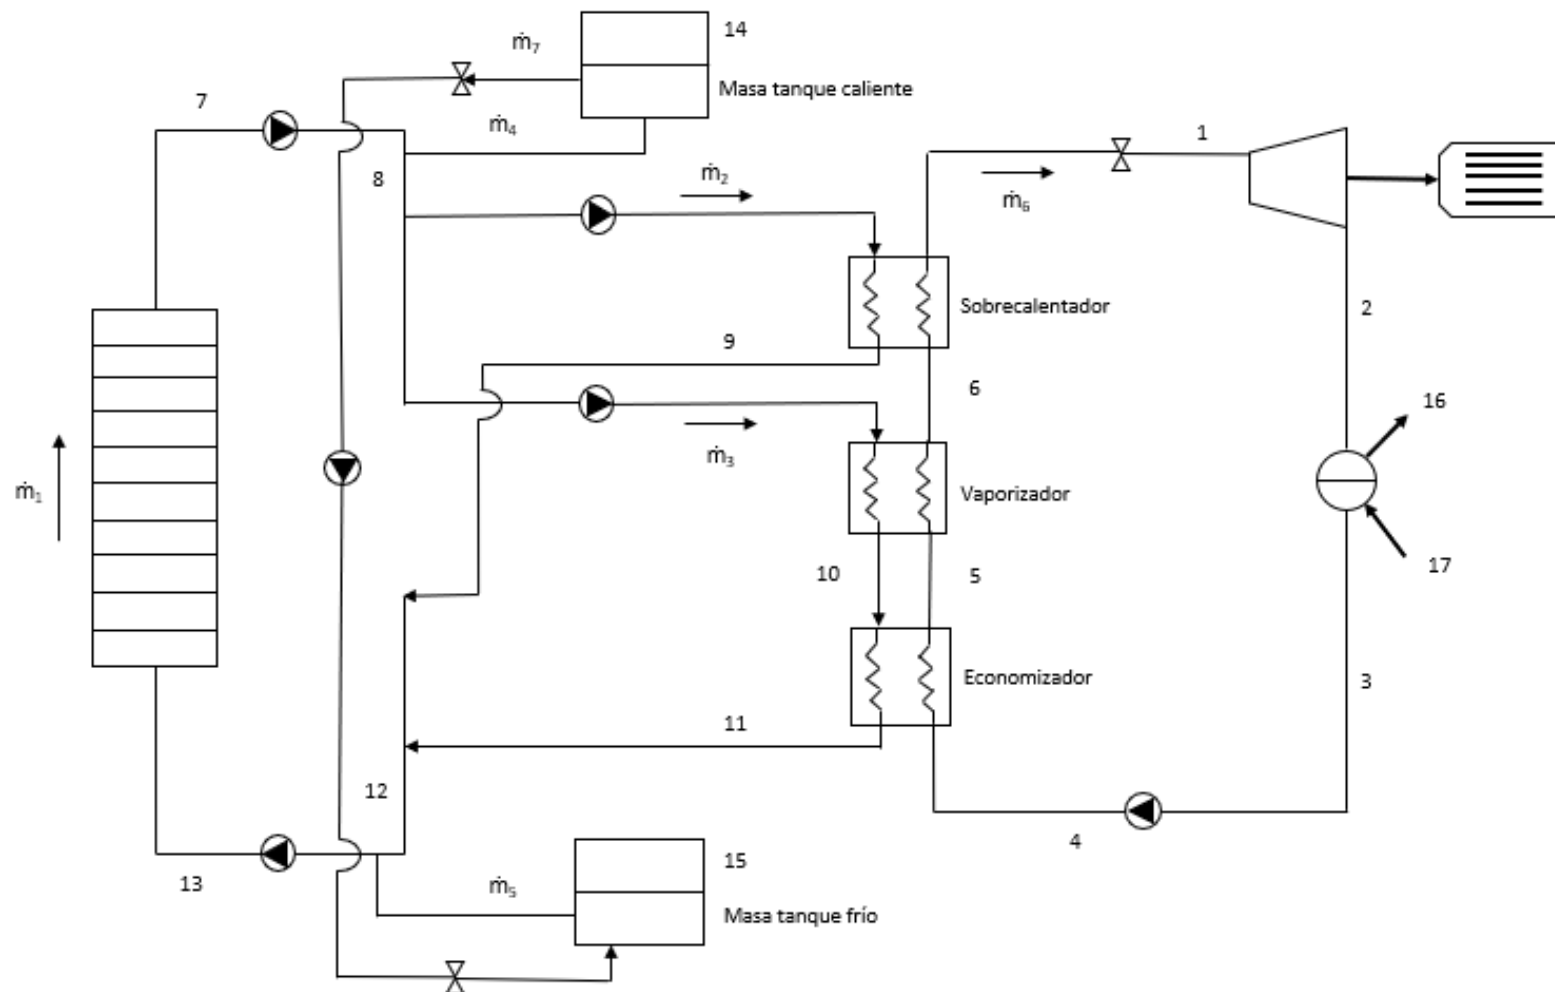 14
ṁ₇
Masa tanque caliente
7
ṁ₄
1
8
ṁ₂
ṁ₆
Sobrecalentador
2
9
6
16
ṁ₃
ṁ₁
Vaporizador
10
5
17
Economizador
3
11
12
4
15
13
ṁ₅
Masa tanque frío